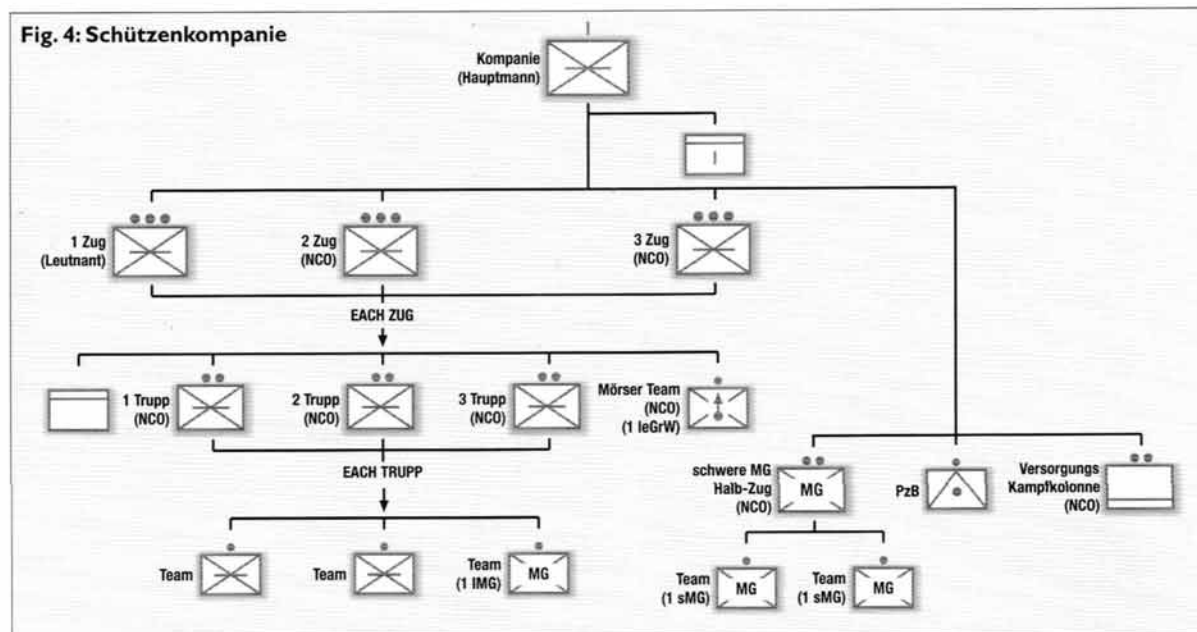 Fig. 4: Schützenkompanie
Kompanie
(Hauptmann)
1 Zug
(Leutnant)
2 Zug
(NCO)
3 Zug
(NCO)
EACH ZUG
1 Trupp
(NCO)
2 Trupp
(NCO)
3 Trupp
(NCO)
Mörser Team
(NCO)
(1 leGrW)
EACH TRUPP
Team
Team
Team
(1 lMG)
MG
schwere MG
Halb-Zug
(NCO)
MG
PzB
Versorgungs
Kampfkolonne
(NCO)
Team
(1 sMG)
MG
Team
(1 sMG)
MG